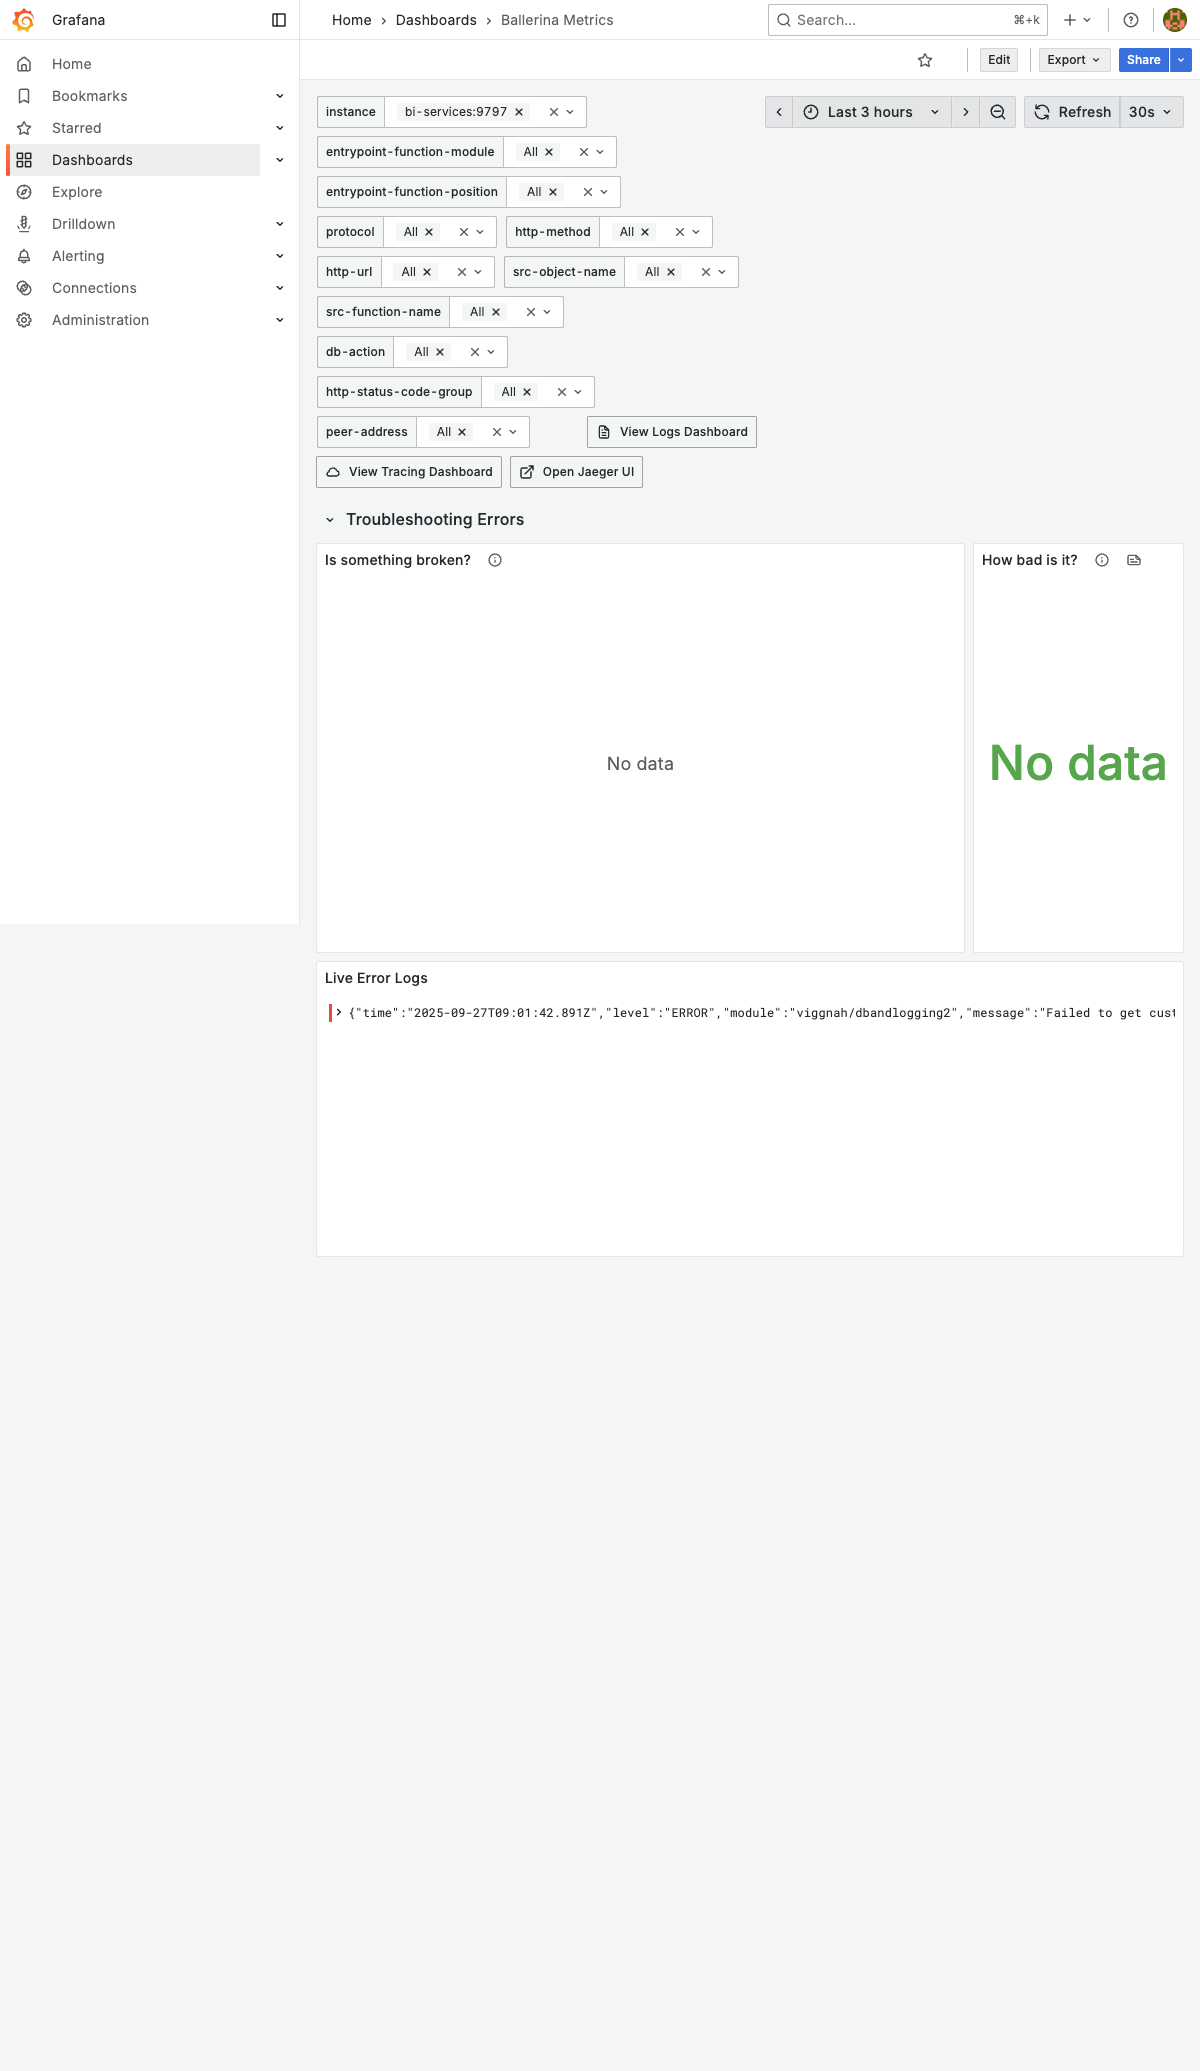 Grafana
Home › Dashboards › Ballerina Metrics
Search... ⌘+k
Edit Export Share
Home
Bookmarks
Starred
Dashboards
Explore
Drilldown
Alerting
Connections
Administration
instance bi-services:9797
Last 3 hours Refresh 30s
entrypoint-function-module All
entrypoint-function-position All
protocol All http-method All
http-url All src-object-name All
src-function-name All
db-action All
http-status-code-group All
peer-address All View Logs Dashboard
View Tracing Dashboard Open Jaeger UI
Troubleshooting Errors
Is something broken?
No data
How bad is it?
No data
Live Error Logs
{"time":"2025-09-27T09:01:42.891Z","level":"ERROR","module":"viggnah/dbandlogging2","message":"Failed to get cust